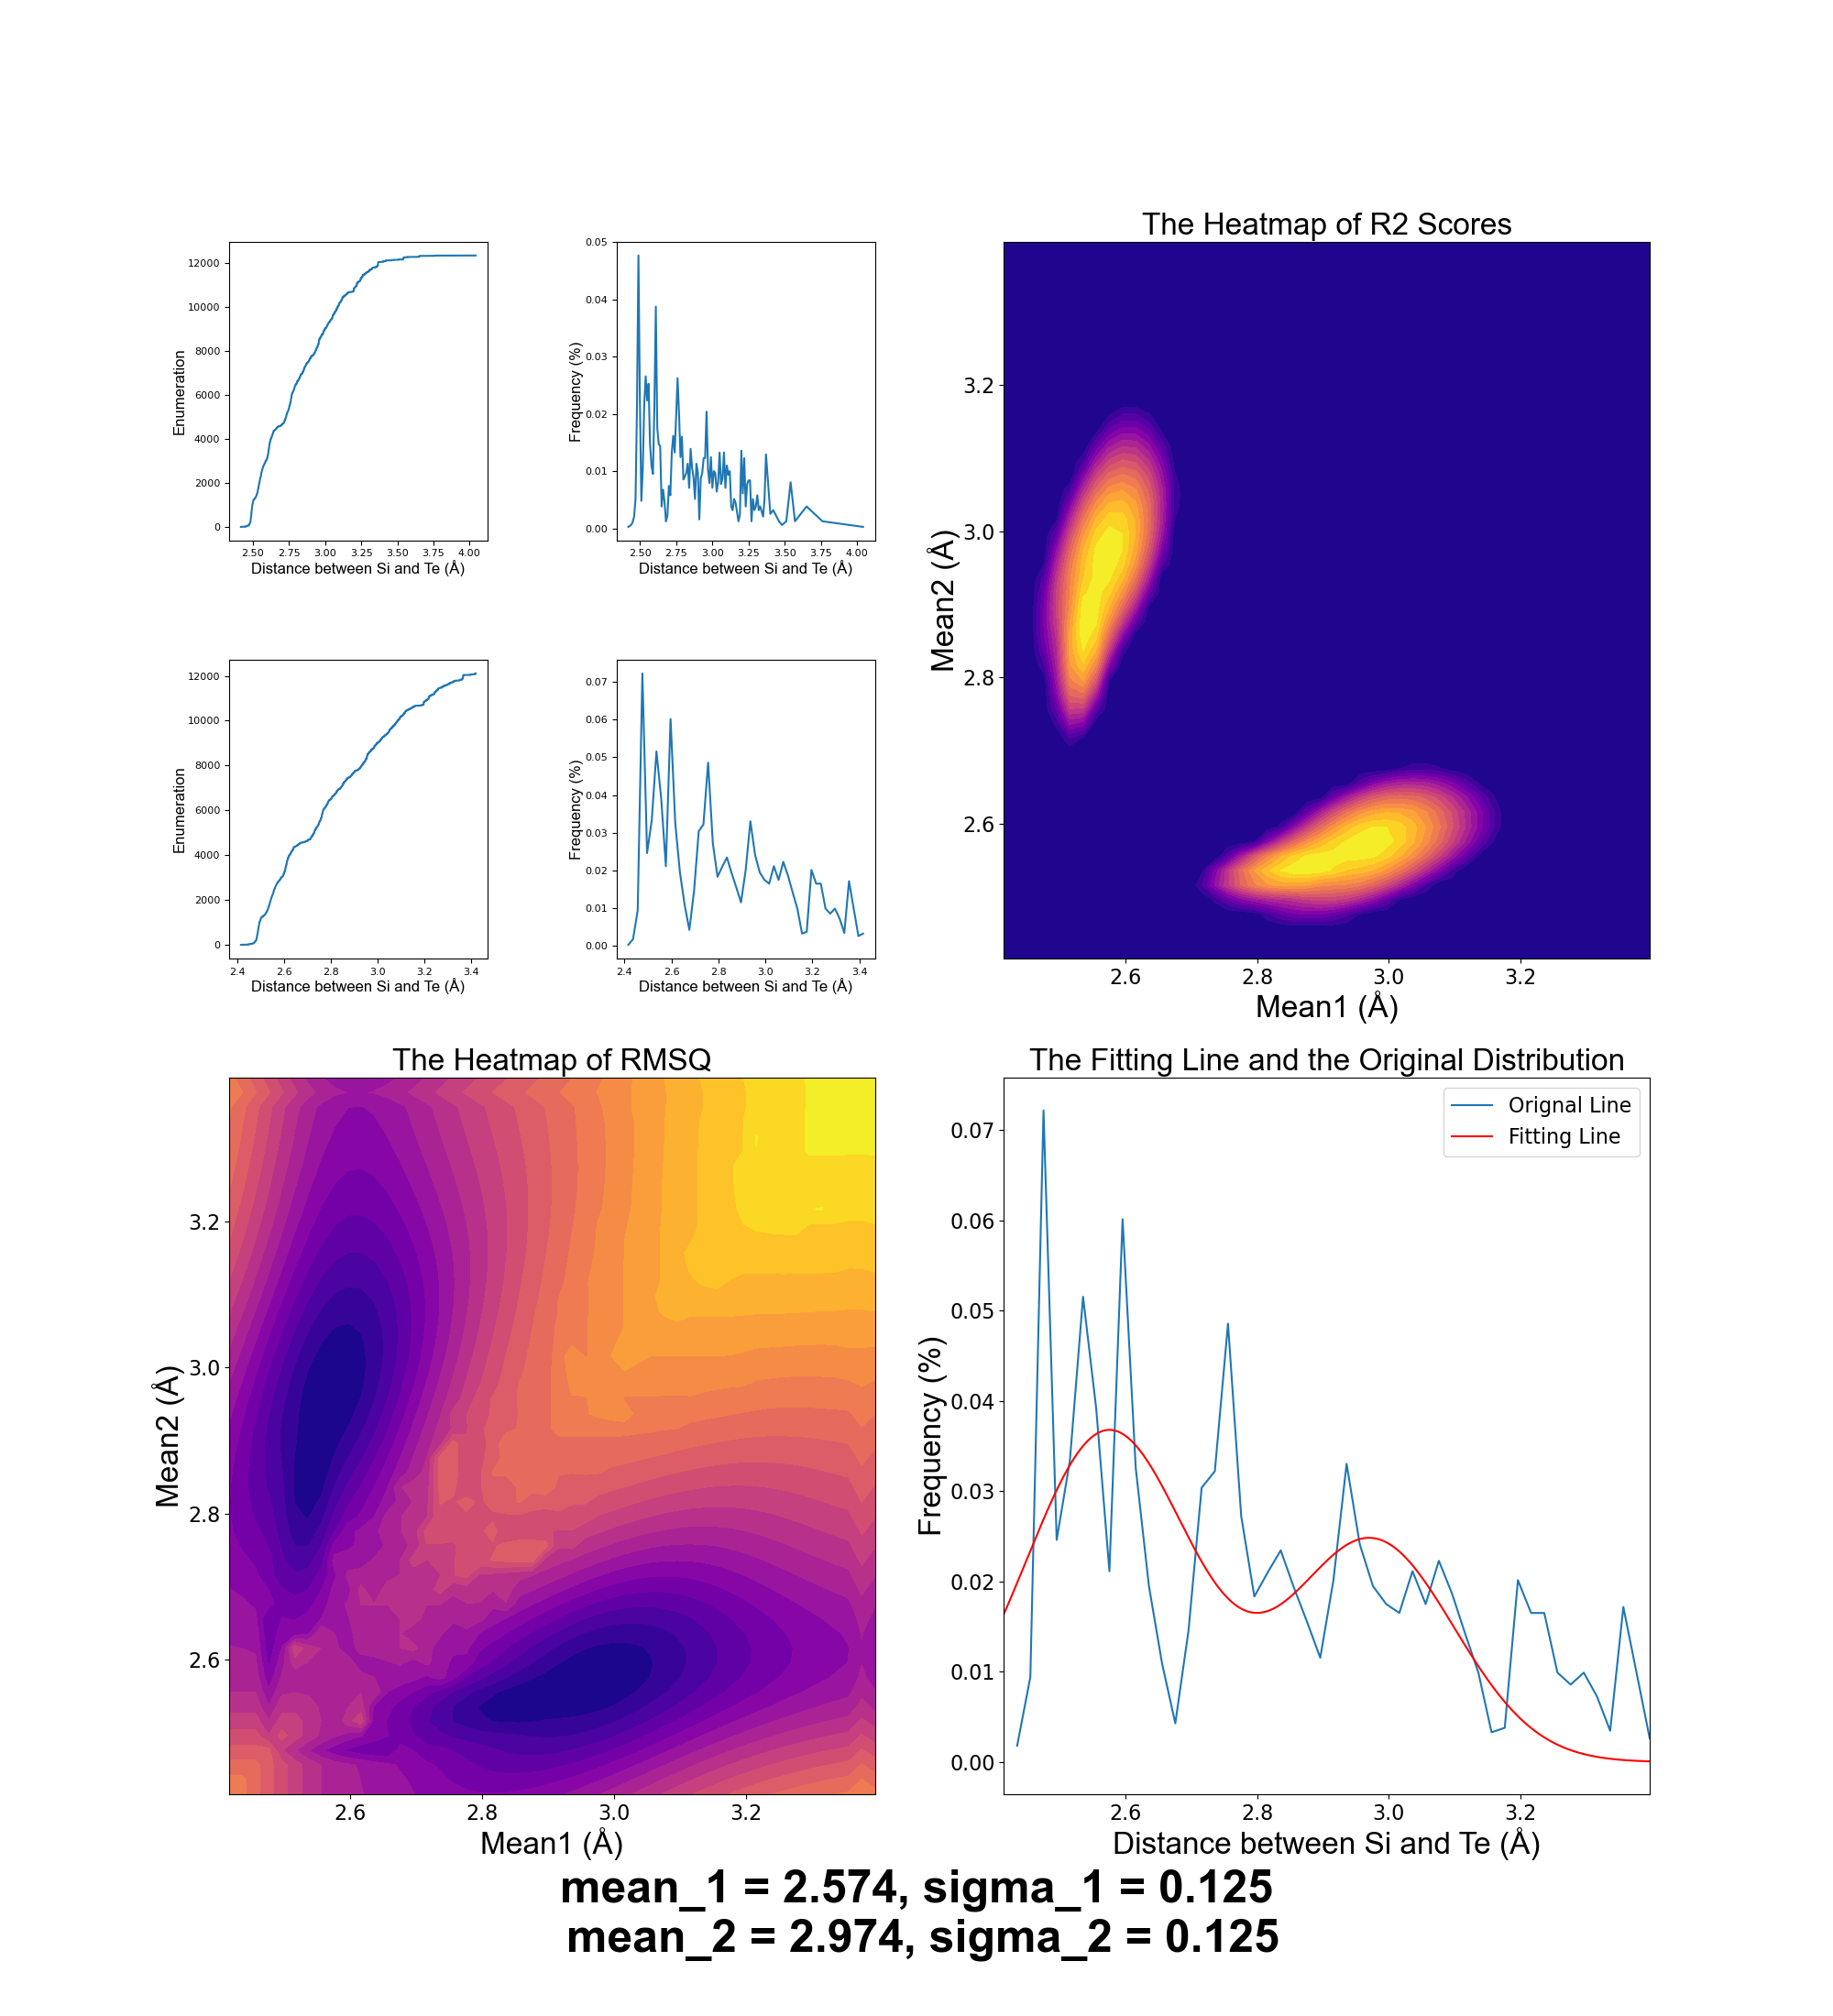 12000
10000
8000
6000
4000
2000
0
Enumeration
2.50 2.75 3.00 3.25 3.50 3.75 4.00
Distance between Si and Te (Å)
0.05
0.04
0.03
0.02
0.01
0.00
Frequency (%)
2.50 2.75 3.00 3.25 3.50 3.75 4.00
Distance between Si and Te (Å)
The Heatmap of R2 Scores
3.2
3.0
2.8
2.6
Mean2 (Å)
2.6 2.8 3.0 3.2
Mean1 (Å)
12000
10000
8000
6000
4000
2000
0
Enumeration
2.4 2.6 2.8 3.0 3.2 3.4
Distance between Si and Te (Å)
0.07
0.06
0.05
0.04
0.03
0.02
0.01
0.00
Frequency (%)
2.4 2.6 2.8 3.0 3.2 3.4
Distance between Si and Te (Å)
The Heatmap of RMSQ
3.2
3.0
2.8
2.6
Mean2 (Å)
2.6 2.8 3.0 3.2
Mean1 (Å)
The Fitting Line and the Original Distribution
Orignal Line
Fitting Line
0.07
0.06
0.05
0.04
0.03
0.02
0.01
0.00
Frequency (%)
2.6 2.8 3.0 3.2
Distance between Si and Te (Å)
mean_1 = 2.574, sigma_1 = 0.125
mean_2 = 2.974, sigma_2 = 0.125